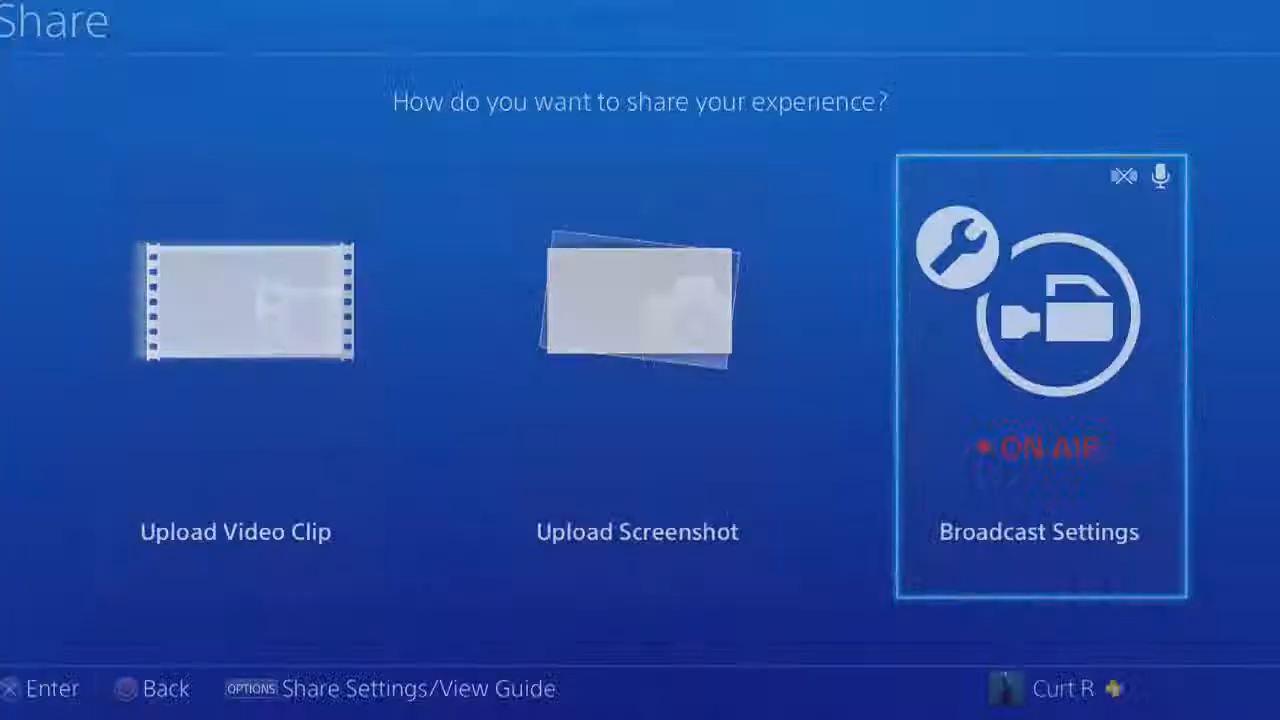 Share
How do you want to share your experience?
ON AIR
Upload Video Clip
Upload Screenshot
Broadcast Settings
Enter
Back
OPTIONS Share Settings/View Guide
Curt R